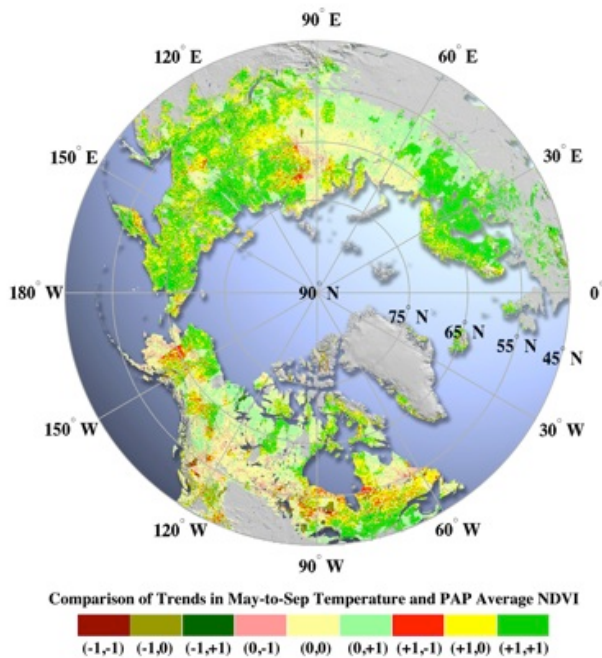 90° E
120° E
60° E
150° E
30° E
180° W
90° N
0°
75° N
65° N
55° N
45° N
150° W
30° W
120° W
60° W
90° W
Comparison of Trends in May-to-Sep Temperature and PAP Average NDVI
(-1,-1) (-1,0) (-1,+1) (0,-1) (0,0) (0,+1) (+1,-1) (+1,0) (+1,+1)